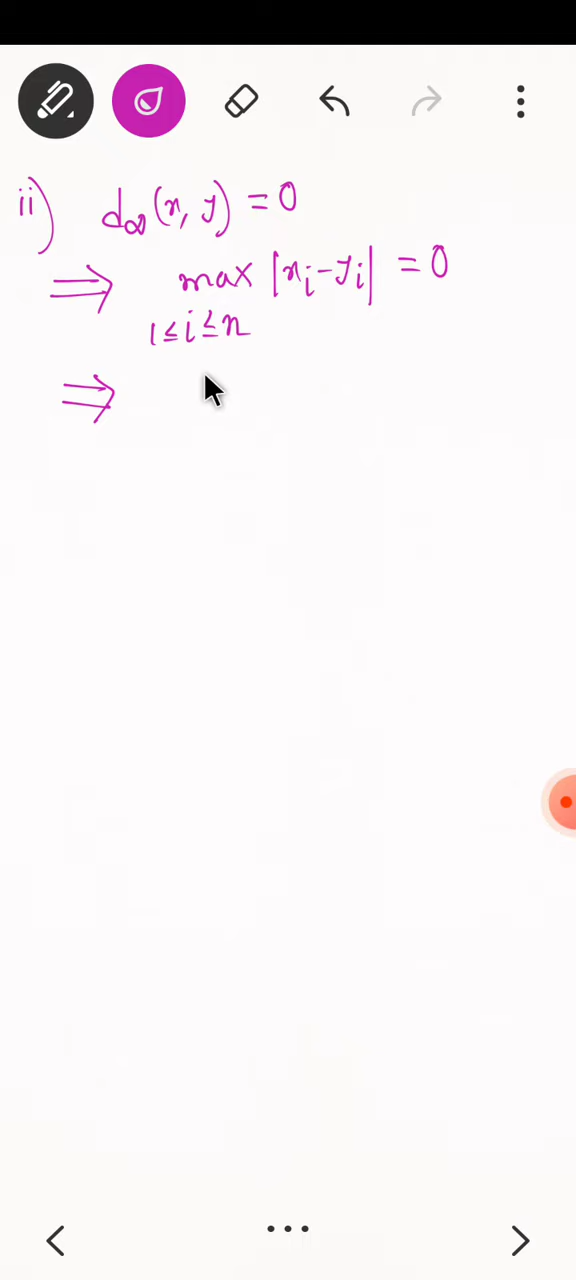 ii) d∞(x, y) = 0
⇒ max |xi-yi| = 0
1≤i≤n
⇒